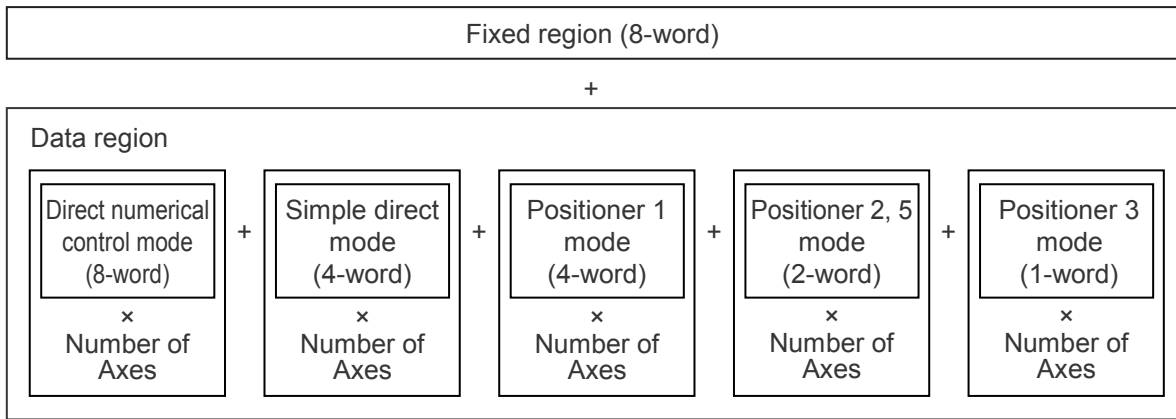 Fixed region (8-word)
+
Data region
Direct numerical
control mode
(8-word)
×
Number of
Axes
+
Simple direct
mode
(4-word)
×
Number of
Axes
+
Positioner 1
mode
(4-word)
×
Number of
Axes
+
Positioner 2, 5
mode
(2-word)
×
Number of
Axes
+
Positioner 3
mode
(1-word)
×
Number of
Axes